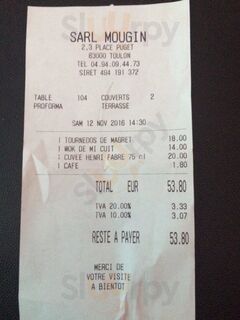 SARL MOUGIN
2,3 PLACE PUGET
83000 TOULON
TEL 04.94.09.44.73
SIRET 494 191 372
TABLE 104 COUVERTS 2
PROFORMA TERRASSE
SAM 12 NOV 2016 14:30
1 TOURNEDOS DE MAGRET 18.00
1 WOK DE MI CUIT 14.00
1 CUVEE HENRI FABRE 75 cl 20.00
1 CAFE 1.80
TOTAL EUR 53.80
TVA 20.00% 3.33
TVA 10.00% 3.07
RESTE A PAYER 53.80
MERCI DE
VOTRE VISITE
A BIENTOT